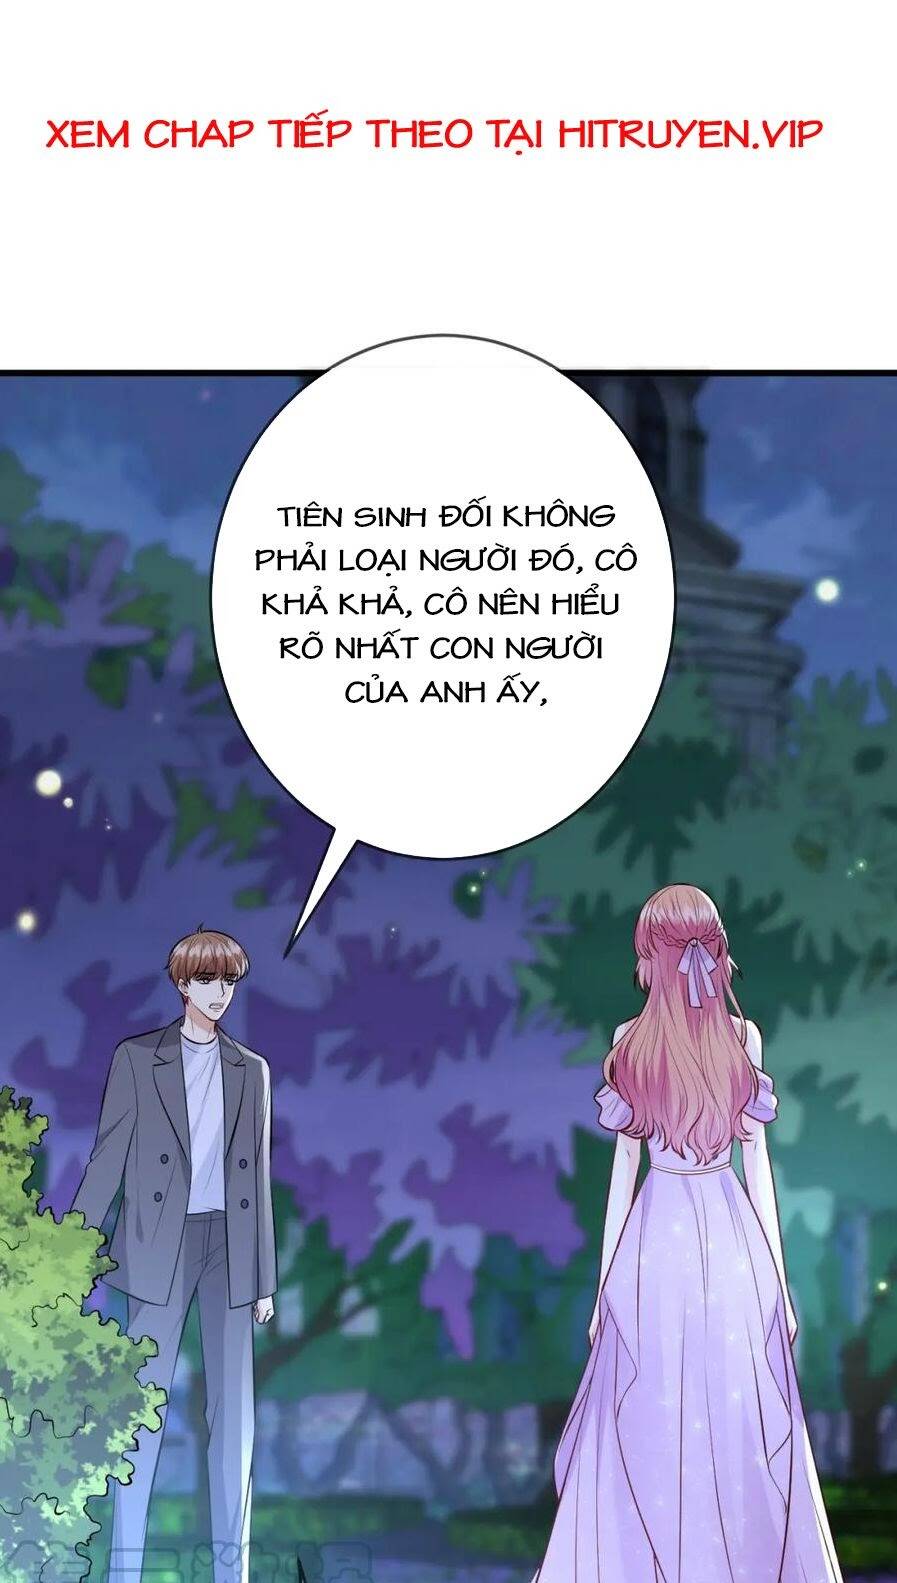 XEM CHAP TIẾP THEO TẠI HITRUYEN.VIP
TIÊN SINH ĐỐI KHÔNG
PHẢI LOẠI NGƯỜI ĐÓ, CÔ
KHẢ KHẢ, CÔ NÊN HIỂU
RÕ NHẤT CON NGƯỜI
CỦA ANH ẤY,